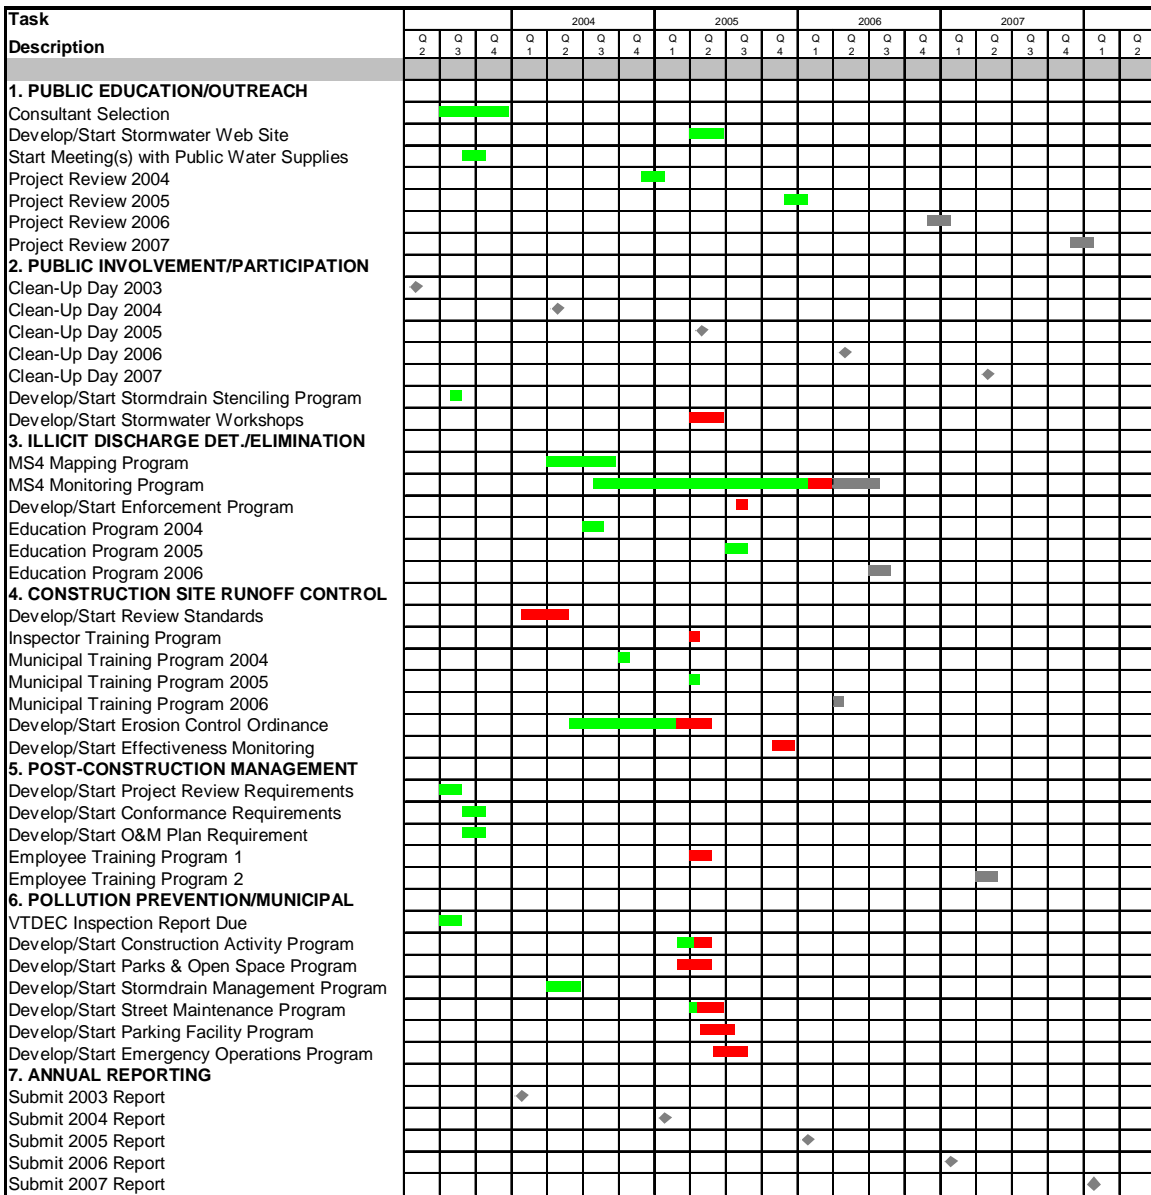 Task
2004 2005 2006 2007
Description
Q Q Q Q Q Q Q Q Q Q Q Q Q Q Q Q Q Q Q Q Q
2 3 4 1 2 3 4 1 2 3 4 1 2 3 4 1 2 3 4 1 2
1. PUBLIC EDUCATION/OUTREACH
Consultant Selection
Develop/Start Stormwater Web Site
Start Meeting(s) with Public Water Supplies
Project Review 2004
Project Review 2005
Project Review 2006
Project Review 2007
2. PUBLIC INVOLVEMENT/PARTICIPATION
Clean-Up Day 2003
Clean-Up Day 2004
Clean-Up Day 2005
Clean-Up Day 2006
Clean-Up Day 2007
Develop/Start Stormdrain Stenciling Program
Develop/Start Stormwater Workshops
3. ILLICIT DISCHARGE DET./ELIMINATION
MS4 Mapping Program
MS4 Monitoring Program
Develop/Start Enforcement Program
Education Program 2004
Education Program 2005
Education Program 2006
4. CONSTRUCTION SITE RUNOFF CONTROL
Develop/Start Review Standards
Inspector Training Program
Municipal Training Program 2004
Municipal Training Program 2005
Municipal Training Program 2006
Develop/Start Erosion Control Ordinance
Develop/Start Effectiveness Monitoring
5. POST-CONSTRUCTION MANAGEMENT
Develop/Start Project Review Requirements
Develop/Start Conformance Requirements
Develop/Start O&M Plan Requirement
Employee Training Program 1
Employee Training Program 2
6. POLLUTION PREVENTION/MUNICIPAL
VTDEC Inspection Report Due
Develop/Start Construction Activity Program
Develop/Start Parks & Open Space Program
Develop/Start Stormdrain Management Program
Develop/Start Street Maintenance Program
Develop/Start Parking Facility Program
Develop/Start Emergency Operations Program
7. ANNUAL REPORTING
Submit 2003 Report
Submit 2004 Report
Submit 2005 Report
Submit 2006 Report
Submit 2007 Report